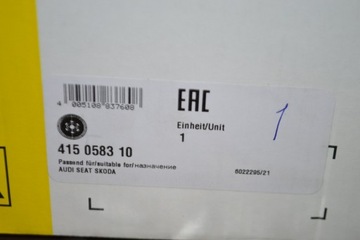 4 005108 837608
EAC
Einheit/Unit
1
1
415 0583 10
Passend für/suitable for/назначение
AUDI SEAT SKODA
6022295/21